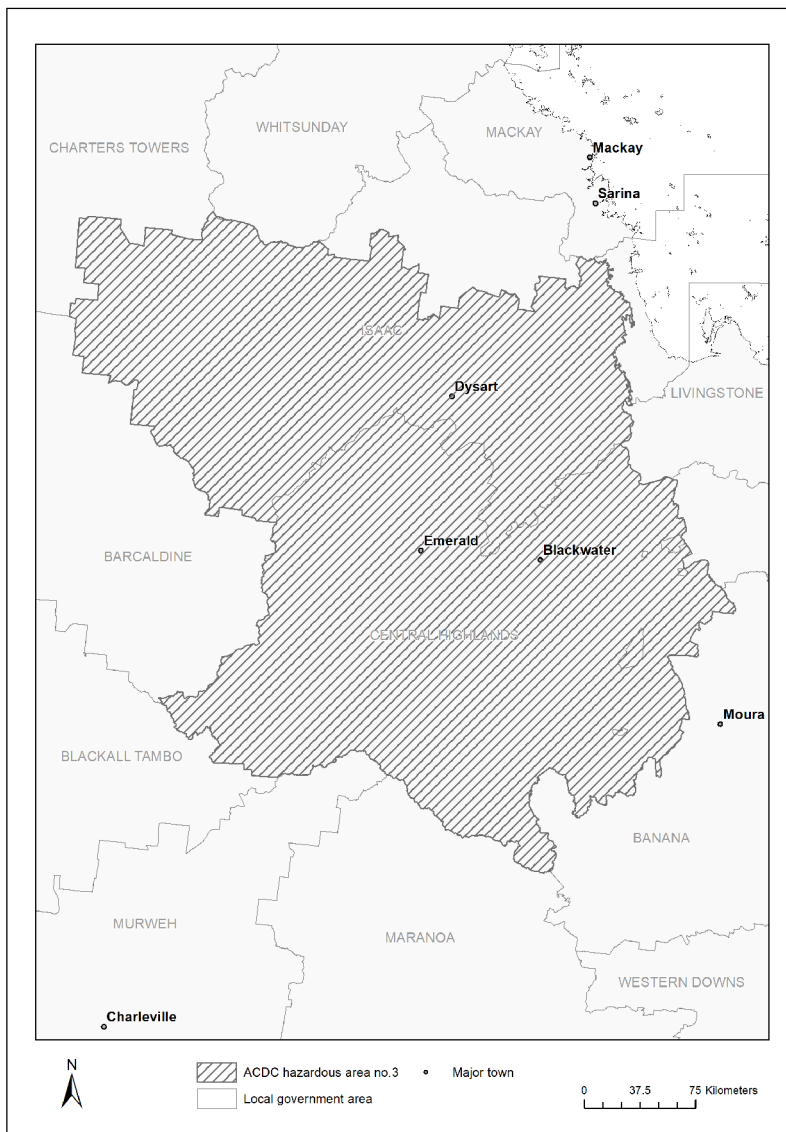 WHITSUNDAY
MACKAY
CHARTERS TOWERS
Mackay
Sarina
ISAAC
Dysart
LIVINGSTONE
Emerald
Blackwater
BARCALDINE
CENTRAL HIGHLANDS
Moura
BLACKALL TAMBO
BANANA
MURWEH
MARANOA
WESTERN DOWNS
Charleville
N
ACDC hazardous area no.3
Major town
Local government area
0 37.5 75 Kilometers